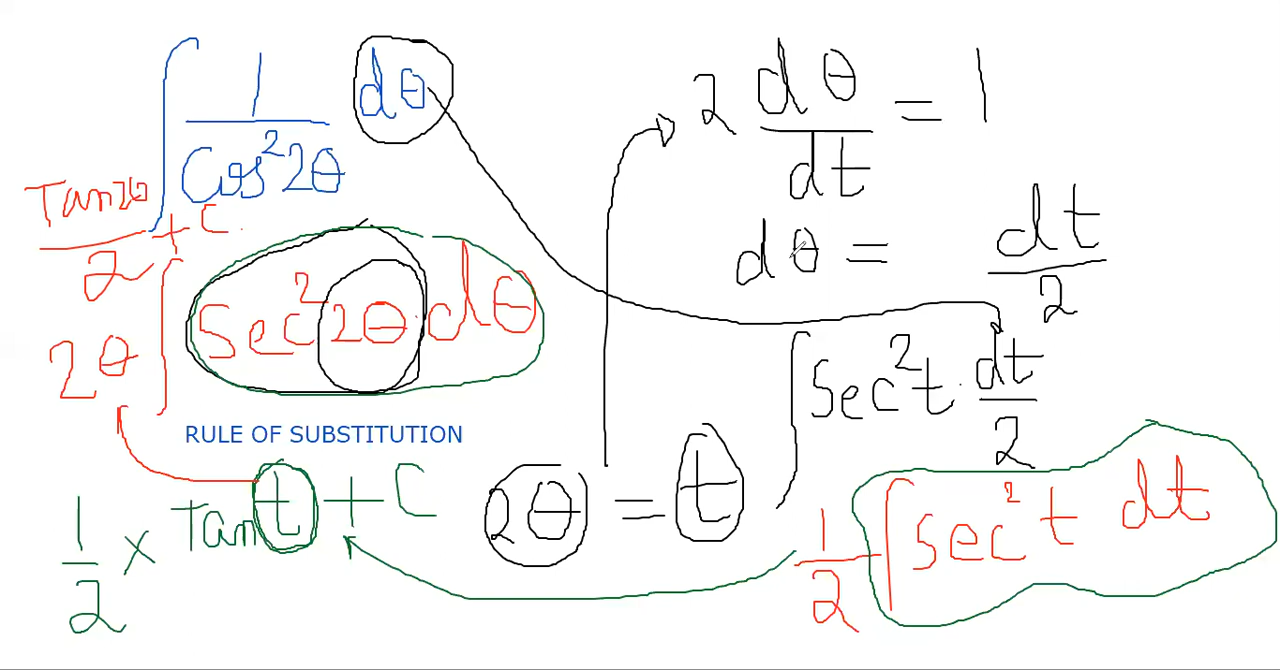 ∫ 1/Cos²2θ dθ
Tan2θ/2 + C
∫ Sec²2θ·dθ
2θ
RULE OF SUBSTITUTION
1/2 × Tan t + C
2θ = t
2 dθ/dt = 1
dθ = dt/2
∫ Sec²t · dt/2
1/2 ∫ Sec²t dt